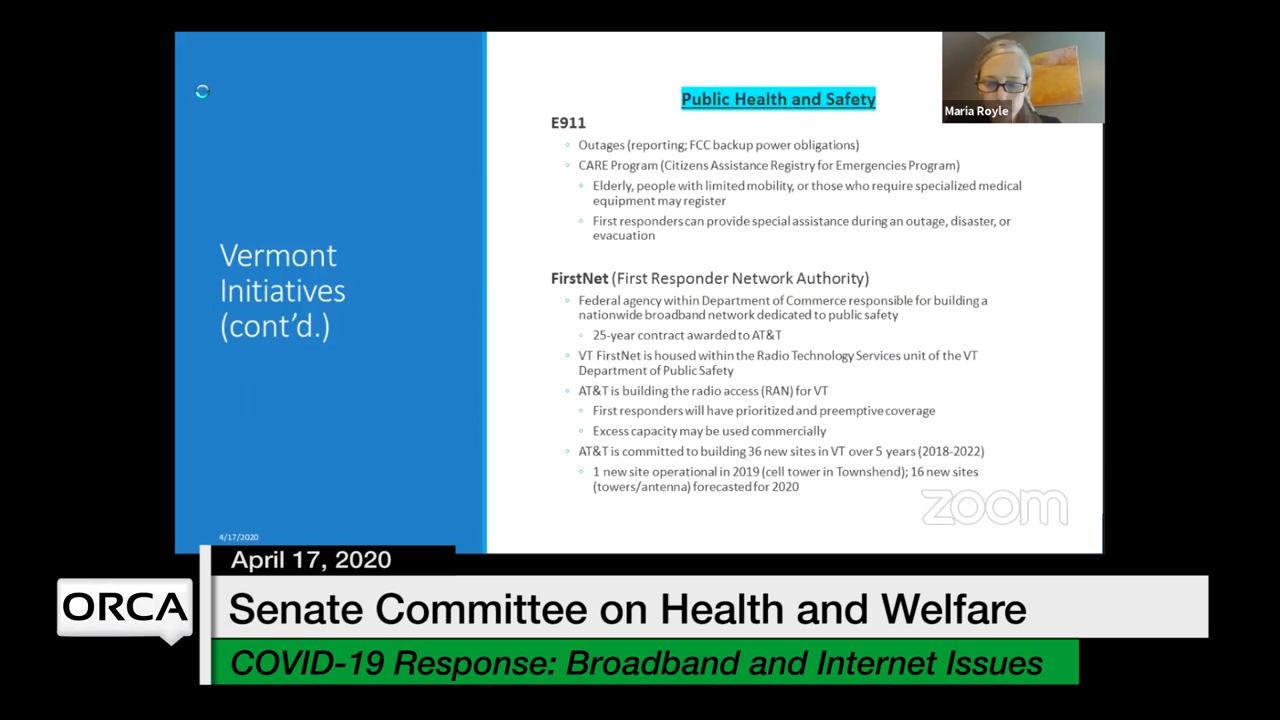 Public Health and Safety
Maria Royle
E911
◦ Outages (reporting; FCC backup power obligations)
◦ CARE Program (Citizens Assistance Registry for Emergencies Program)
◦ Elderly, people with limited mobility, or those who require specialized medical
equipment may register
◦ First responders can provide special assistance during an outage, disaster, or
evacuation
Vermont
Initiatives
(cont'd.)
FirstNet (First Responder Network Authority)
◦ Federal agency within Department of Commerce responsible for building a
nationwide broadband network dedicated to public safety
◦ 25-year contract awarded to AT&T
◦ VT FirstNet is housed within the Radio Technology Services unit of the VT
Department of Public Safety
◦ AT&T is building the radio access (RAN) for VT
◦ First responders will have prioritized and preemptive coverage
◦ Excess capacity may be used commercially
◦ AT&T is committed to building 36 new sites in VT over 5 years (2018-2022)
◦ 1 new site operational in 2019 (cell tower in Townshend); 16 new sites
(towers/antenna) forecasted for 2020
zoom
4/17/2020
April 17, 2020
ORCA
Senate Committee on Health and Welfare
COVID-19 Response: Broadband and Internet Issues